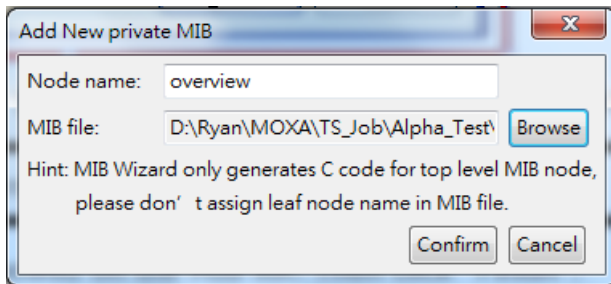 Add New private MIB
Node name: overview
MIB file: D:\Ryan\MOXA\TS_Job\Alpha_Test\ Browse
Hint: MIB Wizard only generates C code for top level MIB node,
please don't assign leaf node name in MIB file.
Confirm Cancel